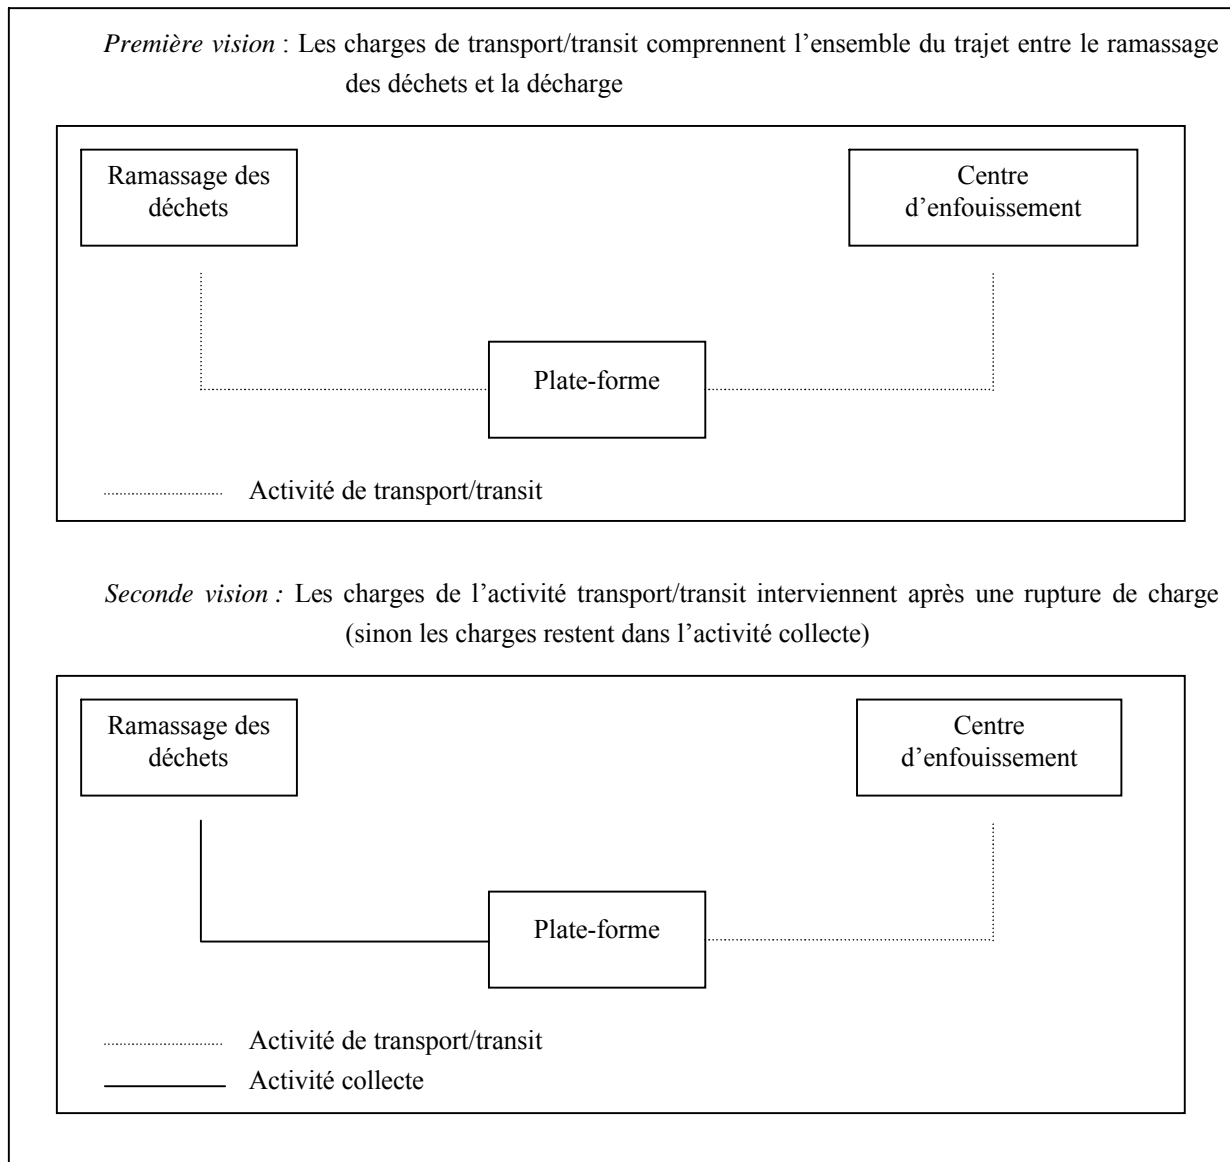 Première vision : Les charges de transport/transit comprennent l’ensemble du trajet entre le ramassage
des déchets et la décharge
Ramassage des
déchets
Centre
d’enfouissement
Plate-forme
Activité de transport/transit
Seconde vision : Les charges de l’activité transport/transit interviennent après une rupture de charge
(sinon les charges restent dans l’activité collecte)
Ramassage des
déchets
Centre
d’enfouissement
Plate-forme
Activité de transport/transit
Activité collecte